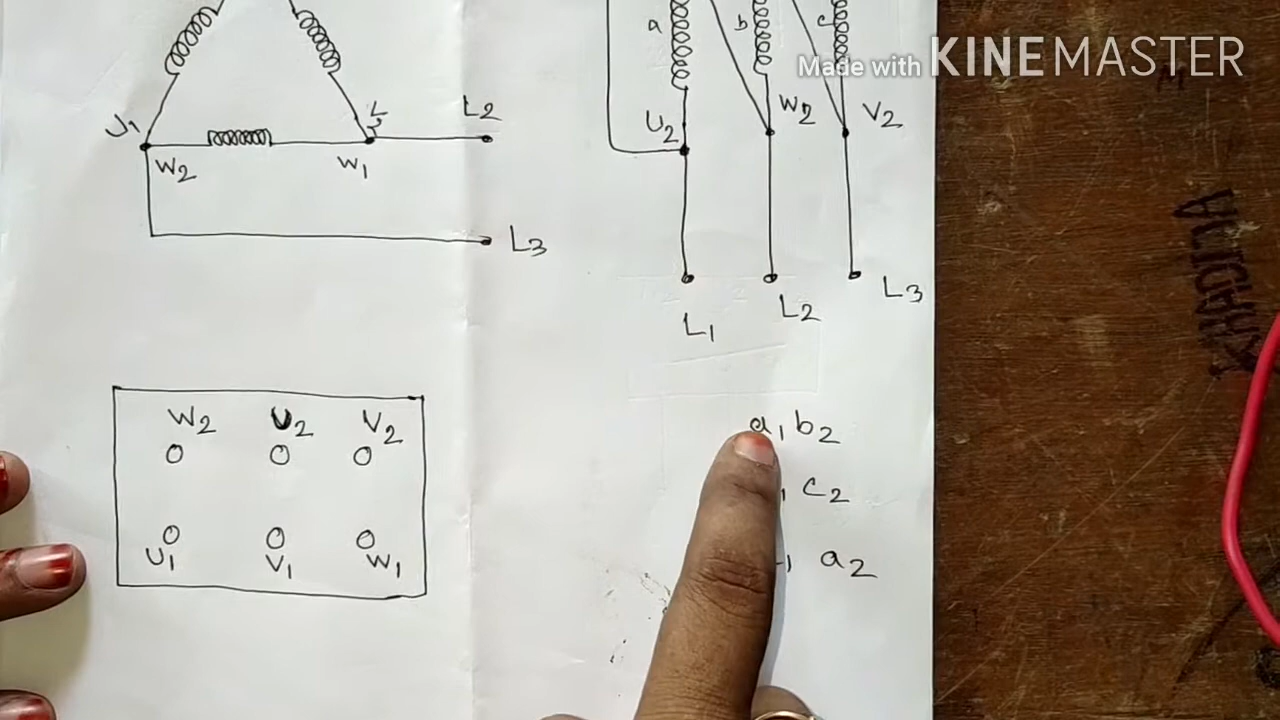 a b c
Made with KINEMASTER
U1 L2
W2 W1
U2 W2 V2
L3
L1 L2 L3
W2 U2 V2
U1 V1 W1
a1 b2
c2
a2
KHADIJA